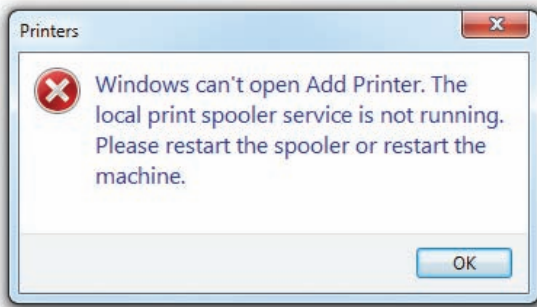 Printers
Windows can't open Add Printer. The
local print spooler service is not running.
Please restart the spooler or restart the
machine.
OK